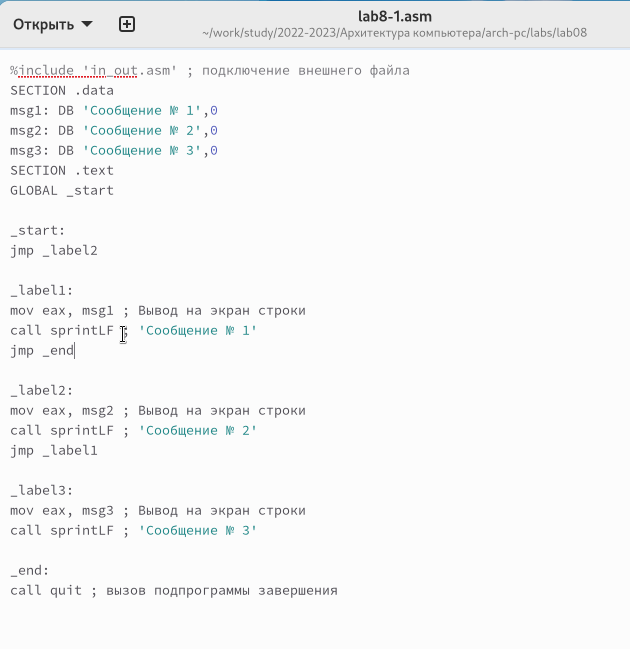 Открыть
lab8-1.asm
~/work/study/2022-2023/Архитектура компьютера/arch-pc/labs/lab08
%include 'in_out.asm' ; подключение внешнего файла
SECTION .data
msg1: DB 'Сообщение № 1',0
msg2: DB 'Сообщение № 2',0
msg3: DB 'Сообщение № 3',0
SECTION .text
GLOBAL _start
_start:
jmp _label2
_label1:
mov eax, msg1 ; Вывод на экран строки
call sprintLF ; 'Сообщение № 1'
jmp _end
_label2:
mov eax, msg2 ; Вывод на экран строки
call sprintLF ; 'Сообщение № 2'
jmp _label1
_label3:
mov eax, msg3 ; Вывод на экран строки
call sprintLF ; 'Сообщение № 3'
_end:
call quit ; вызов подпрограммы завершения